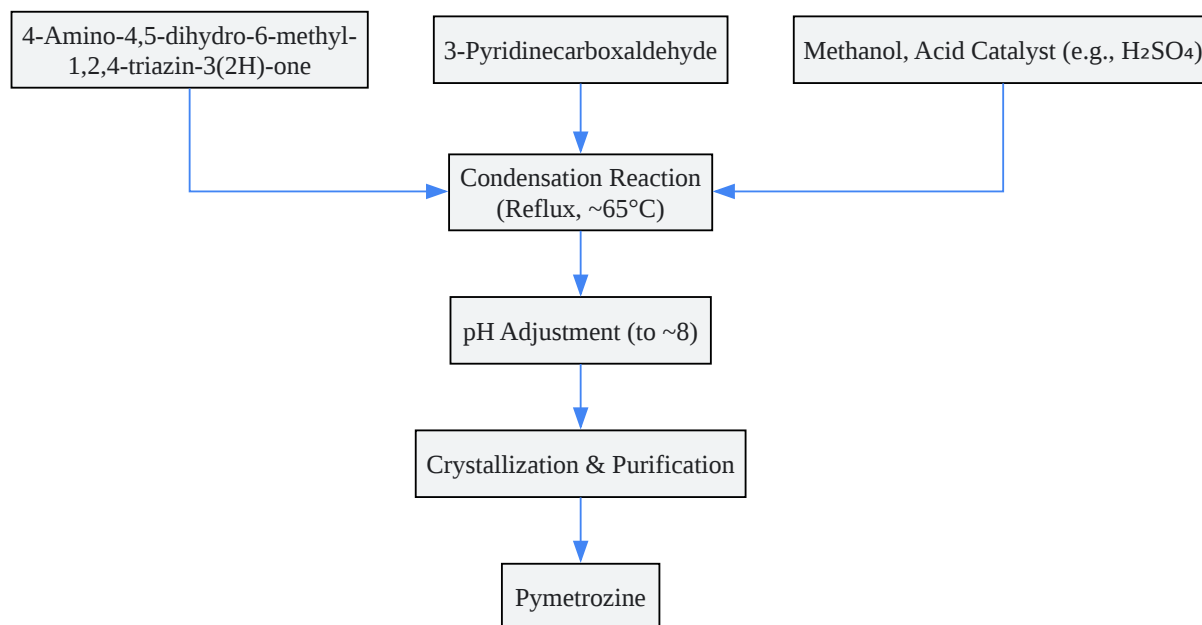 4-Amino-4,5-dihydro-6-methyl-
1,2,4-triazin-3(2H)-one
3-Pyridinecarboxaldehyde
Methanol, Acid Catalyst (e.g., H₂SO₄)
Condensation Reaction
(Reflux, ~65°C)
pH Adjustment (to ~8)
Crystallization & Purification
Pymetrozine